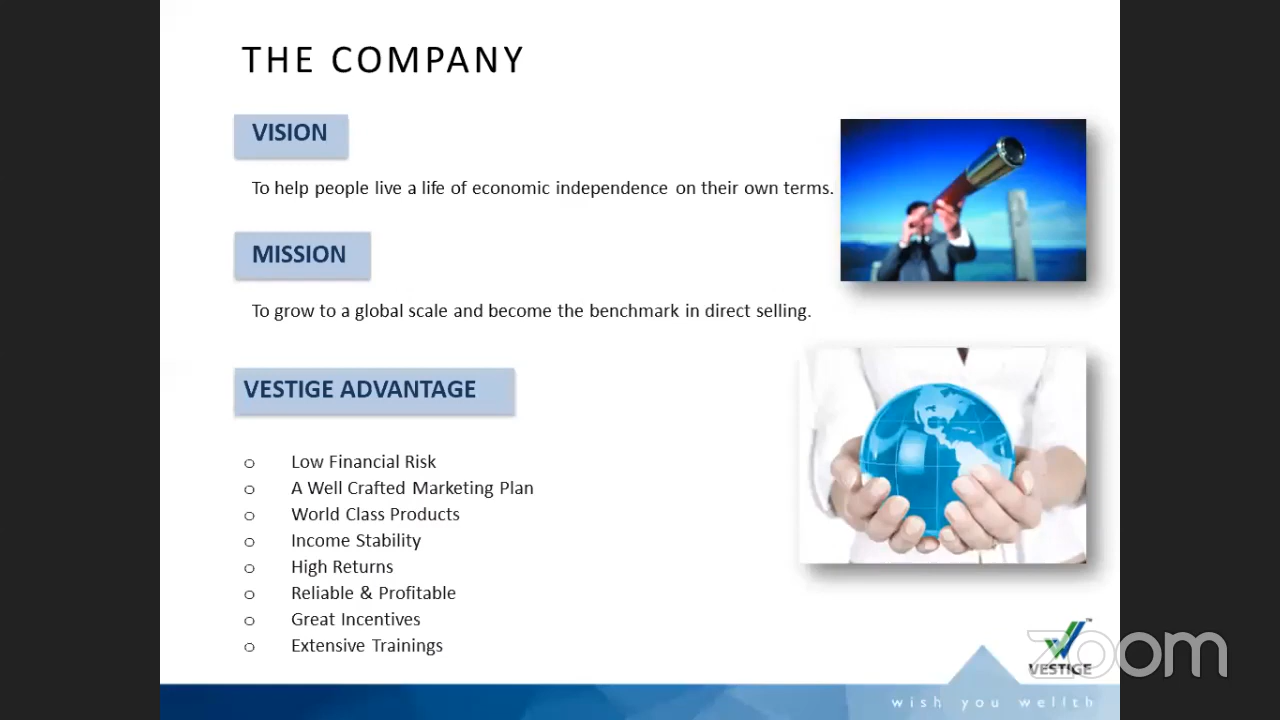 THE COMPANY
VISION
To help people live a life of economic independence on their own terms.
MISSION
To grow to a global scale and become the benchmark in direct selling.
VESTIGE ADVANTAGE
o Low Financial Risk
o A Well Crafted Marketing Plan
o World Class Products
o Income Stability
o High Returns
o Reliable & Profitable
o Great Incentives
o Extensive Trainings
TM
zoom
VESTIGE
wish you wellth